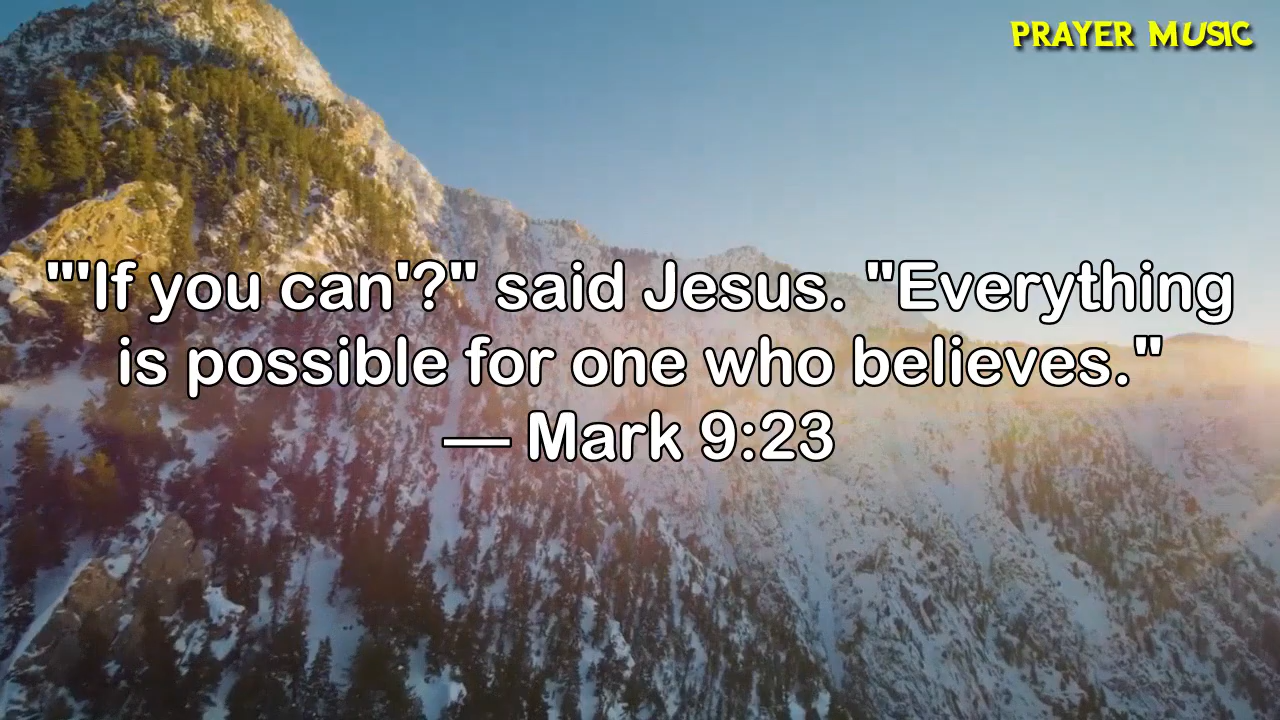 PRAYER MUSIC
"'If you can'?" said Jesus. "Everything
is possible for one who believes."
— Mark 9:23